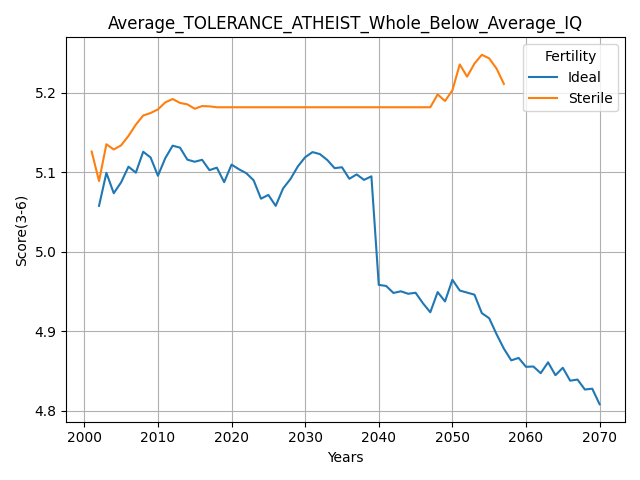 Average_TOLERANCE_ATHEIST_Whole_Below_Average_IQ
Fertility
Ideal
Sterile
Score(3-6)
5.2
5.1
5.0
4.9
4.8
2000 2010 2020 2030 2040 2050 2060 2070
Years